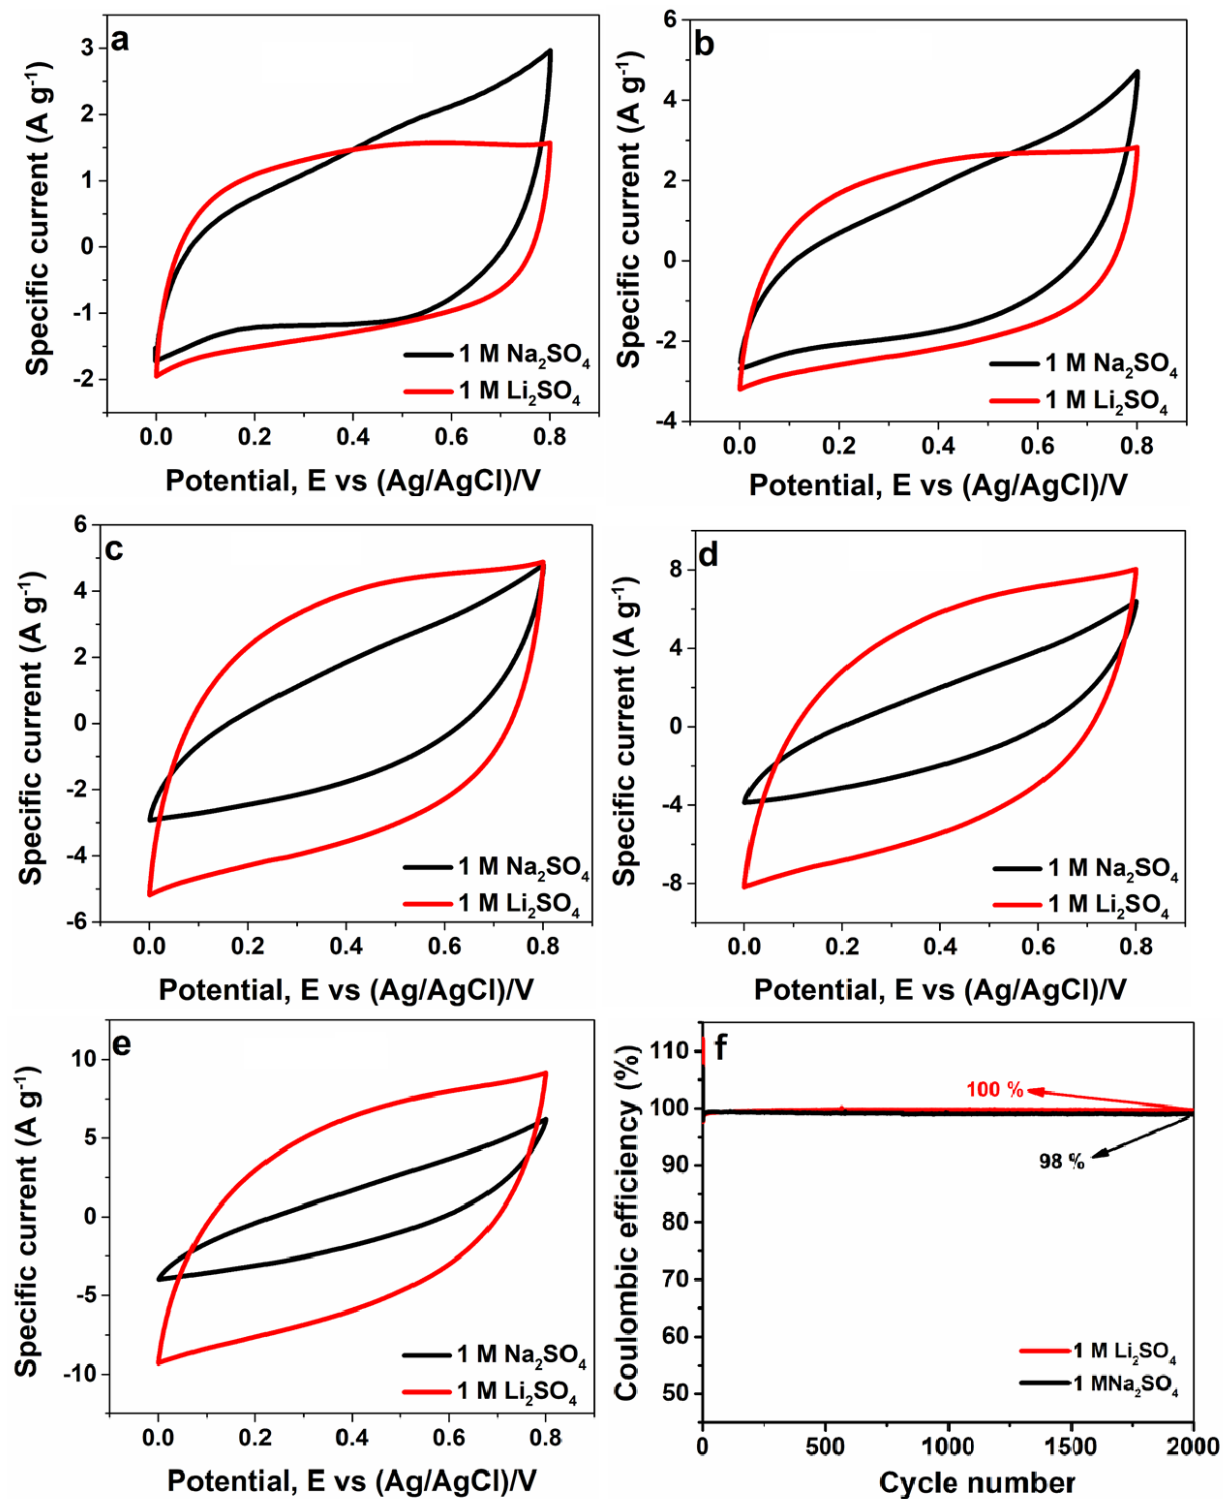 a
3
2
1
0
-1
-2
Specific current (A g⁻¹)
1 M Na₂SO₄
1 M Li₂SO₄
0.0 0.2 0.4 0.6 0.8
Potential, E vs (Ag/AgCl)/V
b
6
4
2
0
-2
-4
Specific current (A g⁻¹)
1 M Na₂SO₄
1 M Li₂SO₄
0.0 0.2 0.4 0.6 0.8
Potential, E vs (Ag/AgCl)/V
c
6
4
2
0
-2
-4
-6
Specific current (A g⁻¹)
1 M Na₂SO₄
1 M Li₂SO₄
0.0 0.2 0.4 0.6 0.8
Potential, E vs (Ag/AgCl)/V
d
8
4
0
-4
-8
Specific current (A g⁻¹)
1 M Na₂SO₄
1 M Li₂SO₄
0.0 0.2 0.4 0.6 0.8
Potential, E vs (Ag/AgCl)/V
e
10
5
0
-5
-10
Specific current (A g⁻¹)
1 M Na₂SO₄
1 M Li₂SO₄
0.0 0.2 0.4 0.6 0.8
Potential, E vs (Ag/AgCl)/V
f
110
100
90
80
70
60
50
Coulombic efficiency (%)
100 %
98 %
1 M Li₂SO₄
1 MNa₂SO₄
0 500 1000 1500 2000
Cycle number